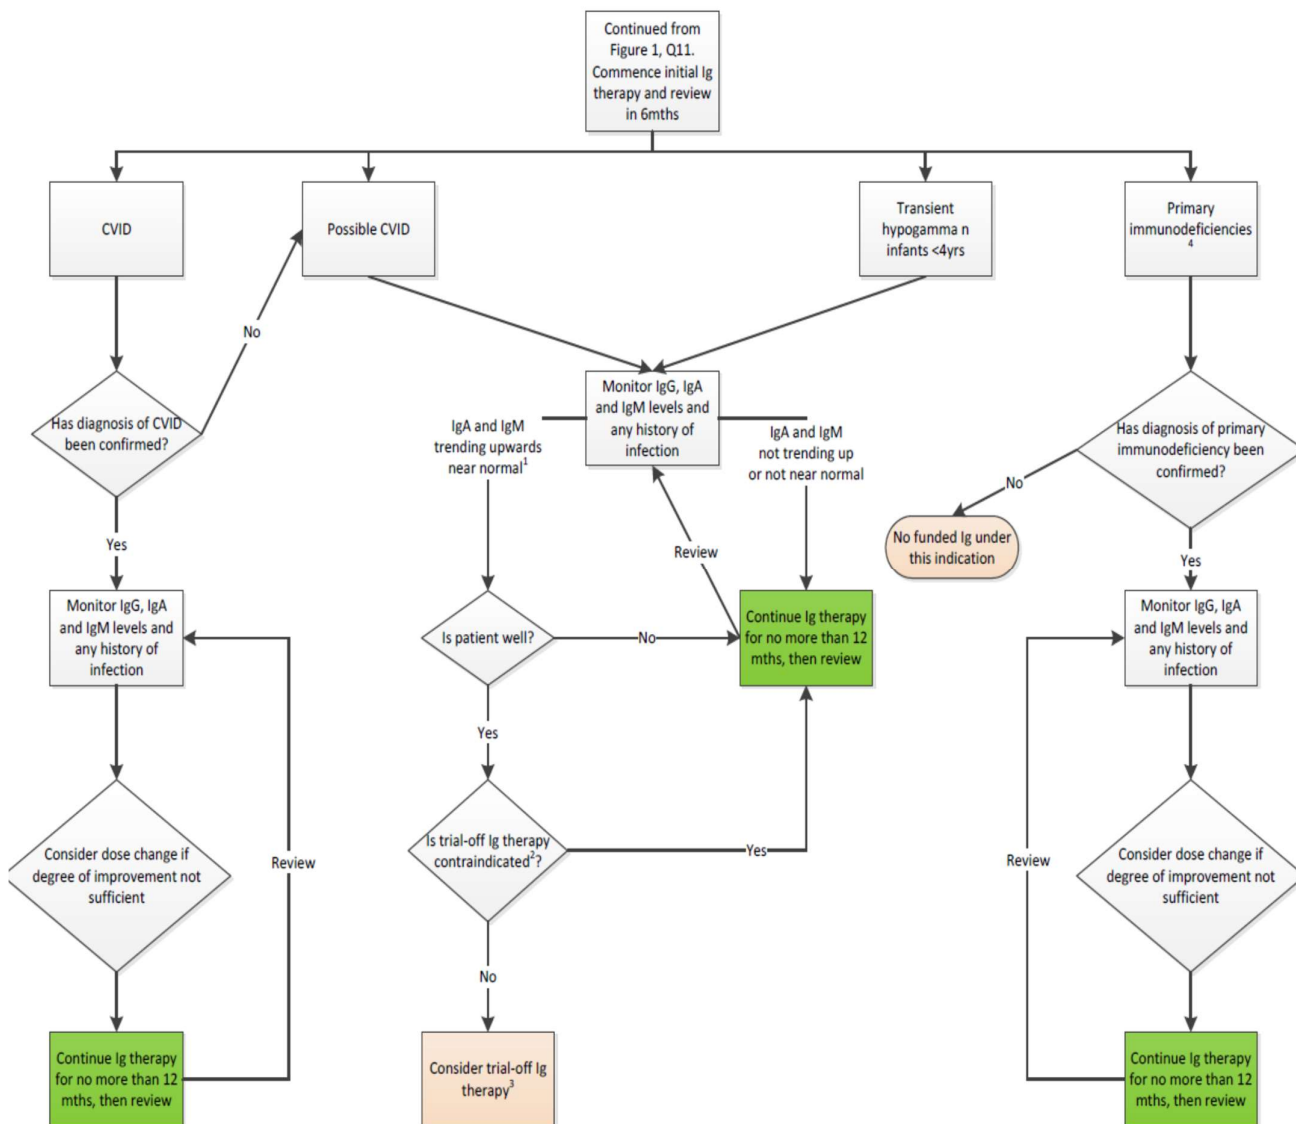 Continued from
Figure 1, Q11.
Commence initial Ig
therapy and review
in 6mths
CVID
Possible CVID
Transient
hypogamma n
infants <4yrs
Primary
immunodeficiencies
4
No
Has diagnosis of CVID
been confirmed?
Monitor IgG, IgA
and IgM levels and
any history of
infection
IgA and IgM
trending upwards
near normal¹
IgA and IgM
not trending up
or not near normal
Has diagnosis of primary
immunodeficiency been
confirmed?
No
No funded Ig under
this indication
Yes
Review
Yes
Monitor IgG, IgA
and IgM levels and
any history of
infection
Is patient well?
No
Continue Ig therapy
for no more than 12
mths, then review
Monitor IgG, IgA
and IgM levels and
any history of
infection
Yes
Consider dose change if
degree of improvement not
sufficient
Review
Is trial-off Ig therapy
contraindicated²?
Yes
Review
Consider dose change if
degree of improvement not
sufficient
No
Continue Ig therapy
for no more than 12
mths, then review
Consider trial-off Ig
therapy³
Continue Ig therapy
for no more than 12
mths, then review